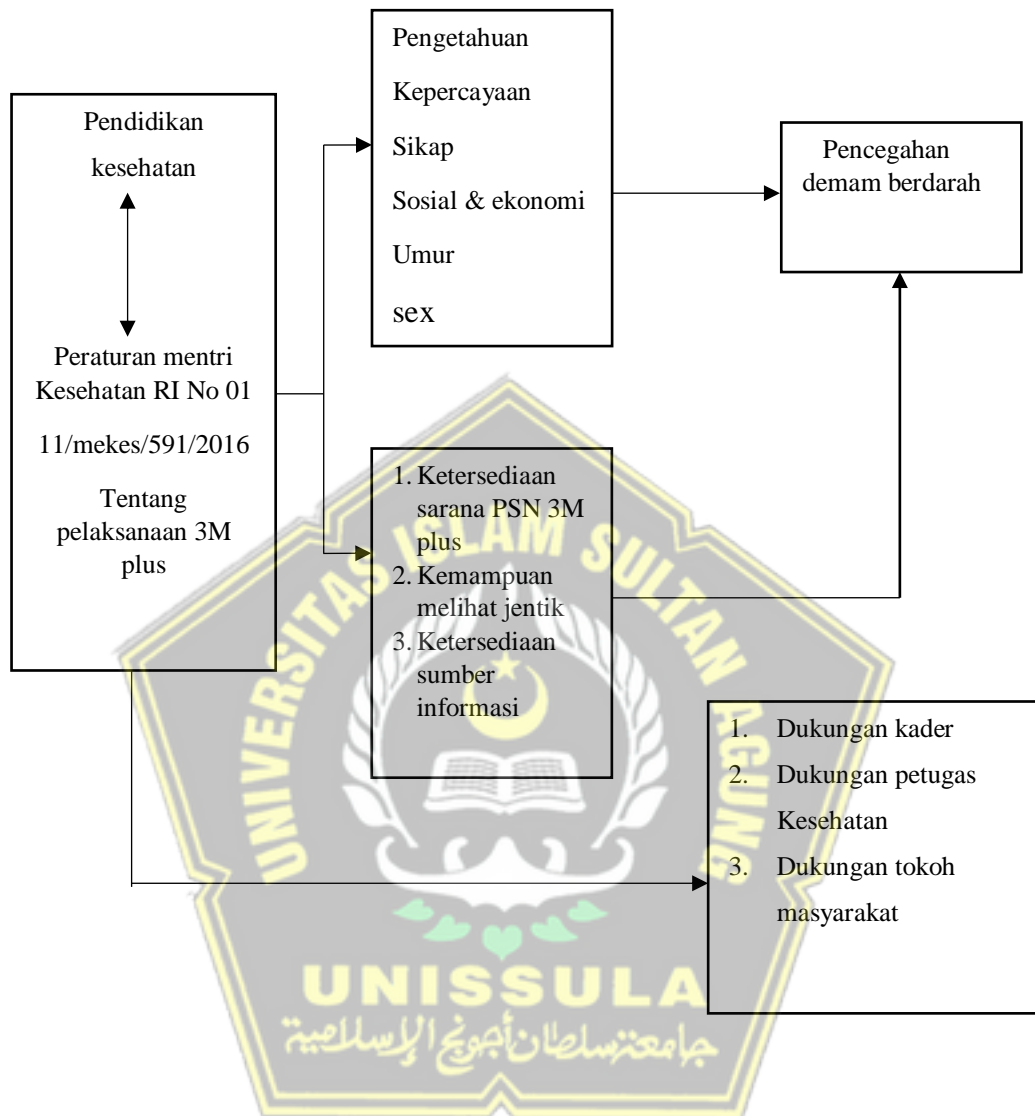 Pendidikan
kesehatan
Peraturan mentri
Kesehatan RI No 01
11/mekes/591/2016
Tentang
pelaksanaan 3M
plus
Pengetahuan
Kepercayaan
Sikap
Sosial & ekonomi
Umur
sex
1. Ketersediaan
sarana PSN 3M
plus
2. Kemampuan
melihat jentik
3. Ketersediaan
sumber
informasi
Pencegahan
demam berdarah
1. Dukungan kader
2. Dukungan petugas
Kesehatan
3. Dukungan tokoh
masyarakat
UNIVERSITAS ISLAM SULTAN AGUNG
UNISSULA
جامعة سلطان أجونج الإسلامية